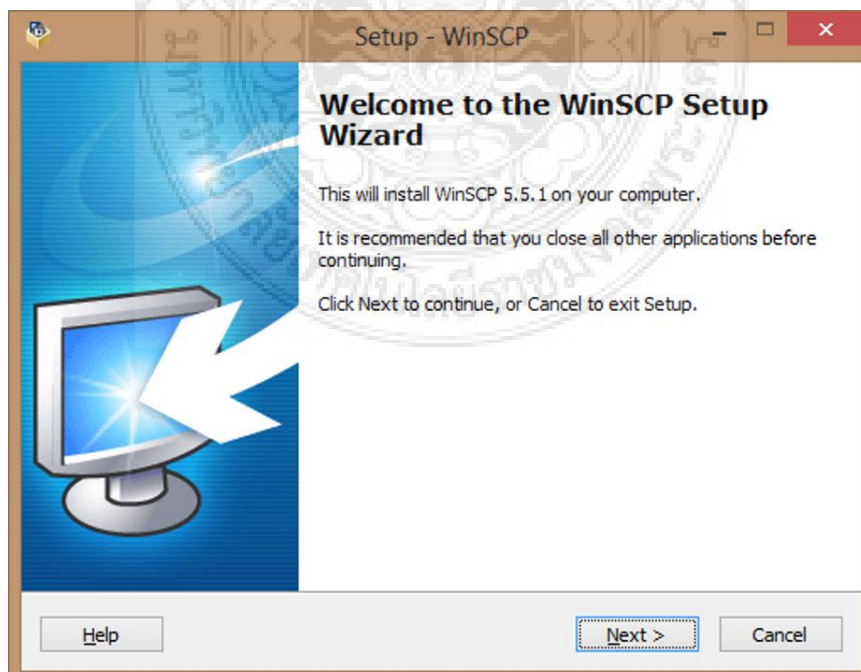 Setup - WinSCP
Welcome to the WinSCP Setup
Wizard
This will install WinSCP 5.5.1 on your computer.
It is recommended that you close all other applications before
continuing.
Click Next to continue, or Cancel to exit Setup.
Help
Next >
Cancel